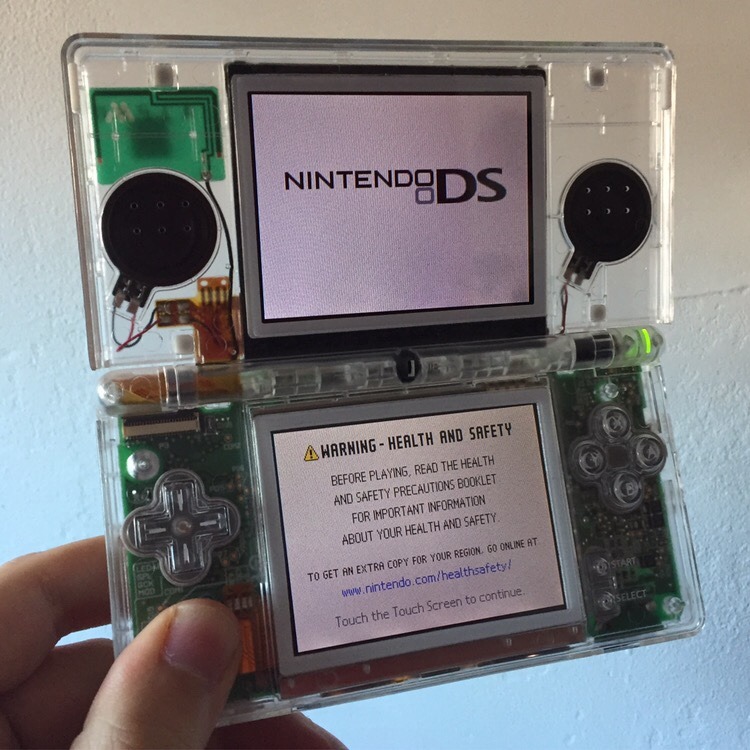 NINTENDO DS
⚠WARNING - HEALTH AND SAFETY
BEFORE PLAYING, READ THE HEALTH
AND SAFETY PRECAUTIONS BOOKLET
FOR IMPORTANT INFORMATION
ABOUT YOUR HEALTH AND SAFETY.
TO GET AN EXTRA COPY FOR YOUR REGION, GO ONLINE AT
www.nintendo.com/healthsafety/
Touch the Touch Screen to continue.
START
SELECT